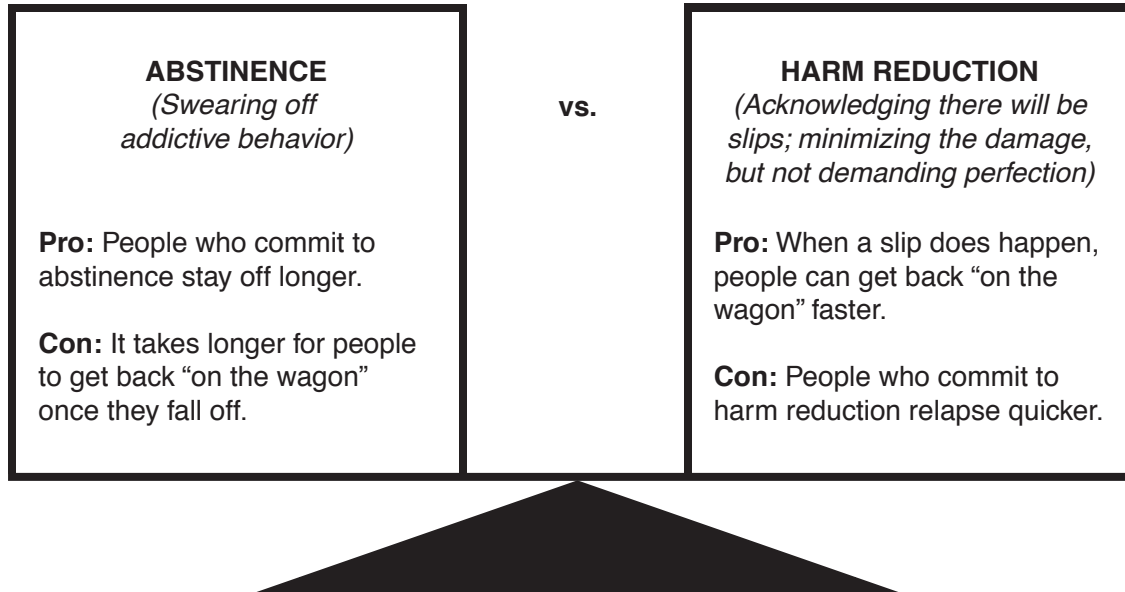 ABSTINENCE
(Swearing off
addictive behavior)
Pro: People who commit to
abstinence stay off longer.
Con: It takes longer for people
to get back “on the wagon”
once they fall off.
vs.
HARM REDUCTION
(Acknowledging there will be
slips; minimizing the damage,
but not demanding perfection)
Pro: When a slip does happen,
people can get back “on the
wagon” faster.
Con: People who commit to
harm reduction relapse quicker.